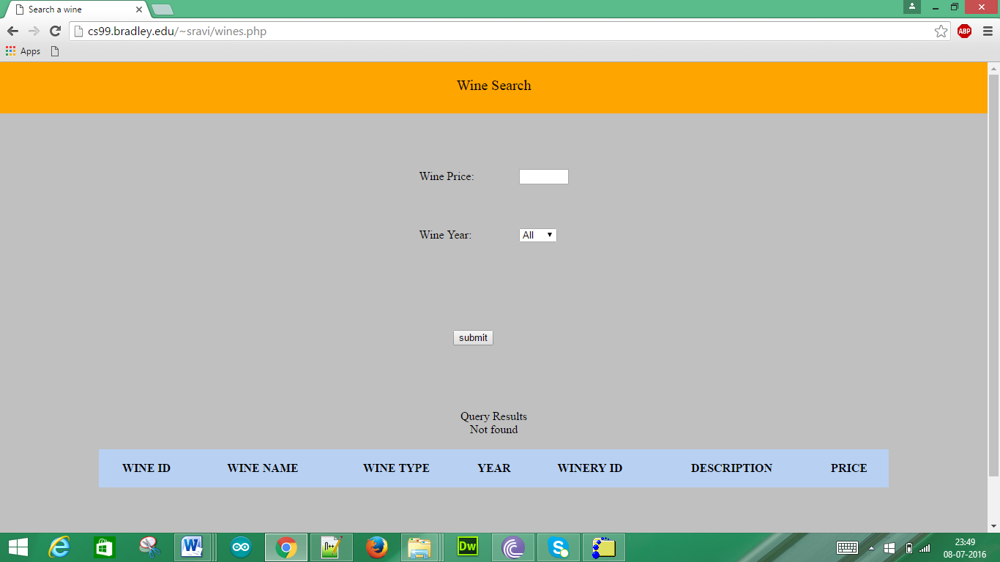 Search a wine
cs99.bradley.edu/~sravi/wines.php
ABP
Apps
Wine Search
Wine Price:
Wine Year: All
submit
Query Results
Not found
WINE ID WINE NAME WINE TYPE YEAR WINERY ID DESCRIPTION PRICE
Dw
23:49
08-07-2016